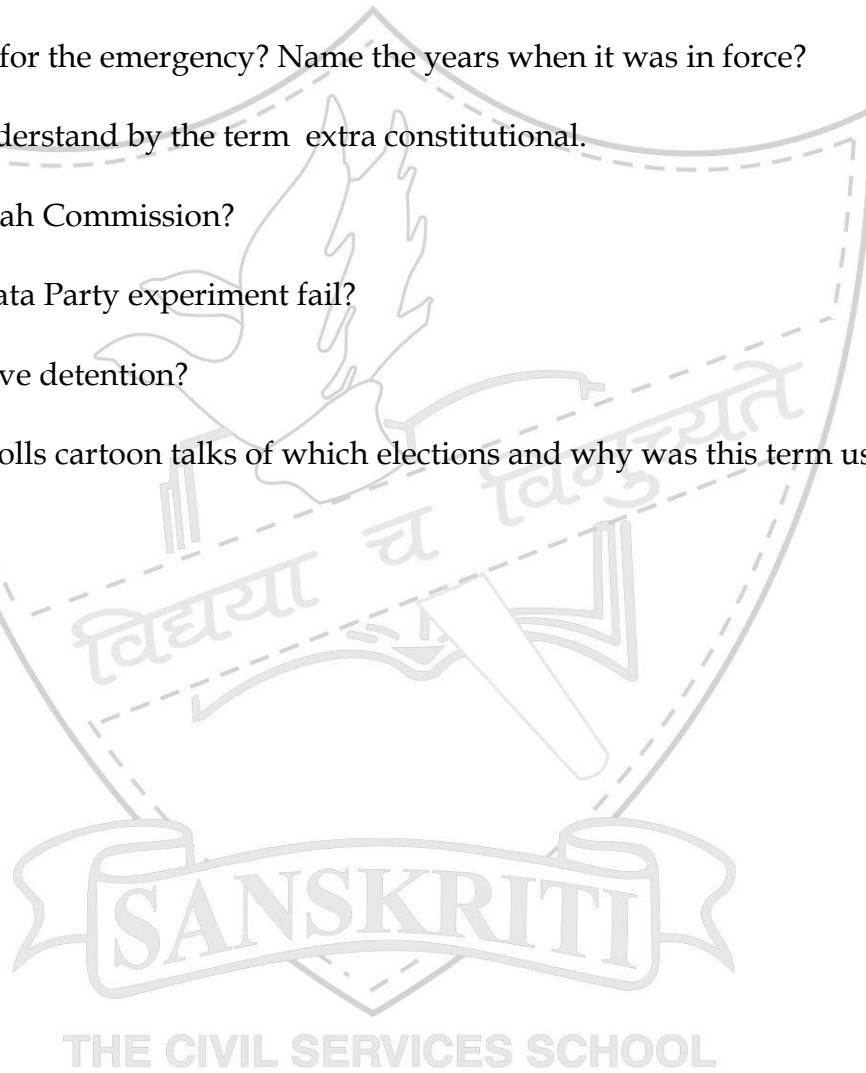 for the emergency? Name the years when it was in force?
derstand by the term extra constitutional.
ah Commission?
ata Party experiment fail?
ve detention?
olls cartoon talks of which elections and why was this term us
विद्यया च विमुच्यते
SANSKRITI
THE CIVIL SERVICES SCHOOL